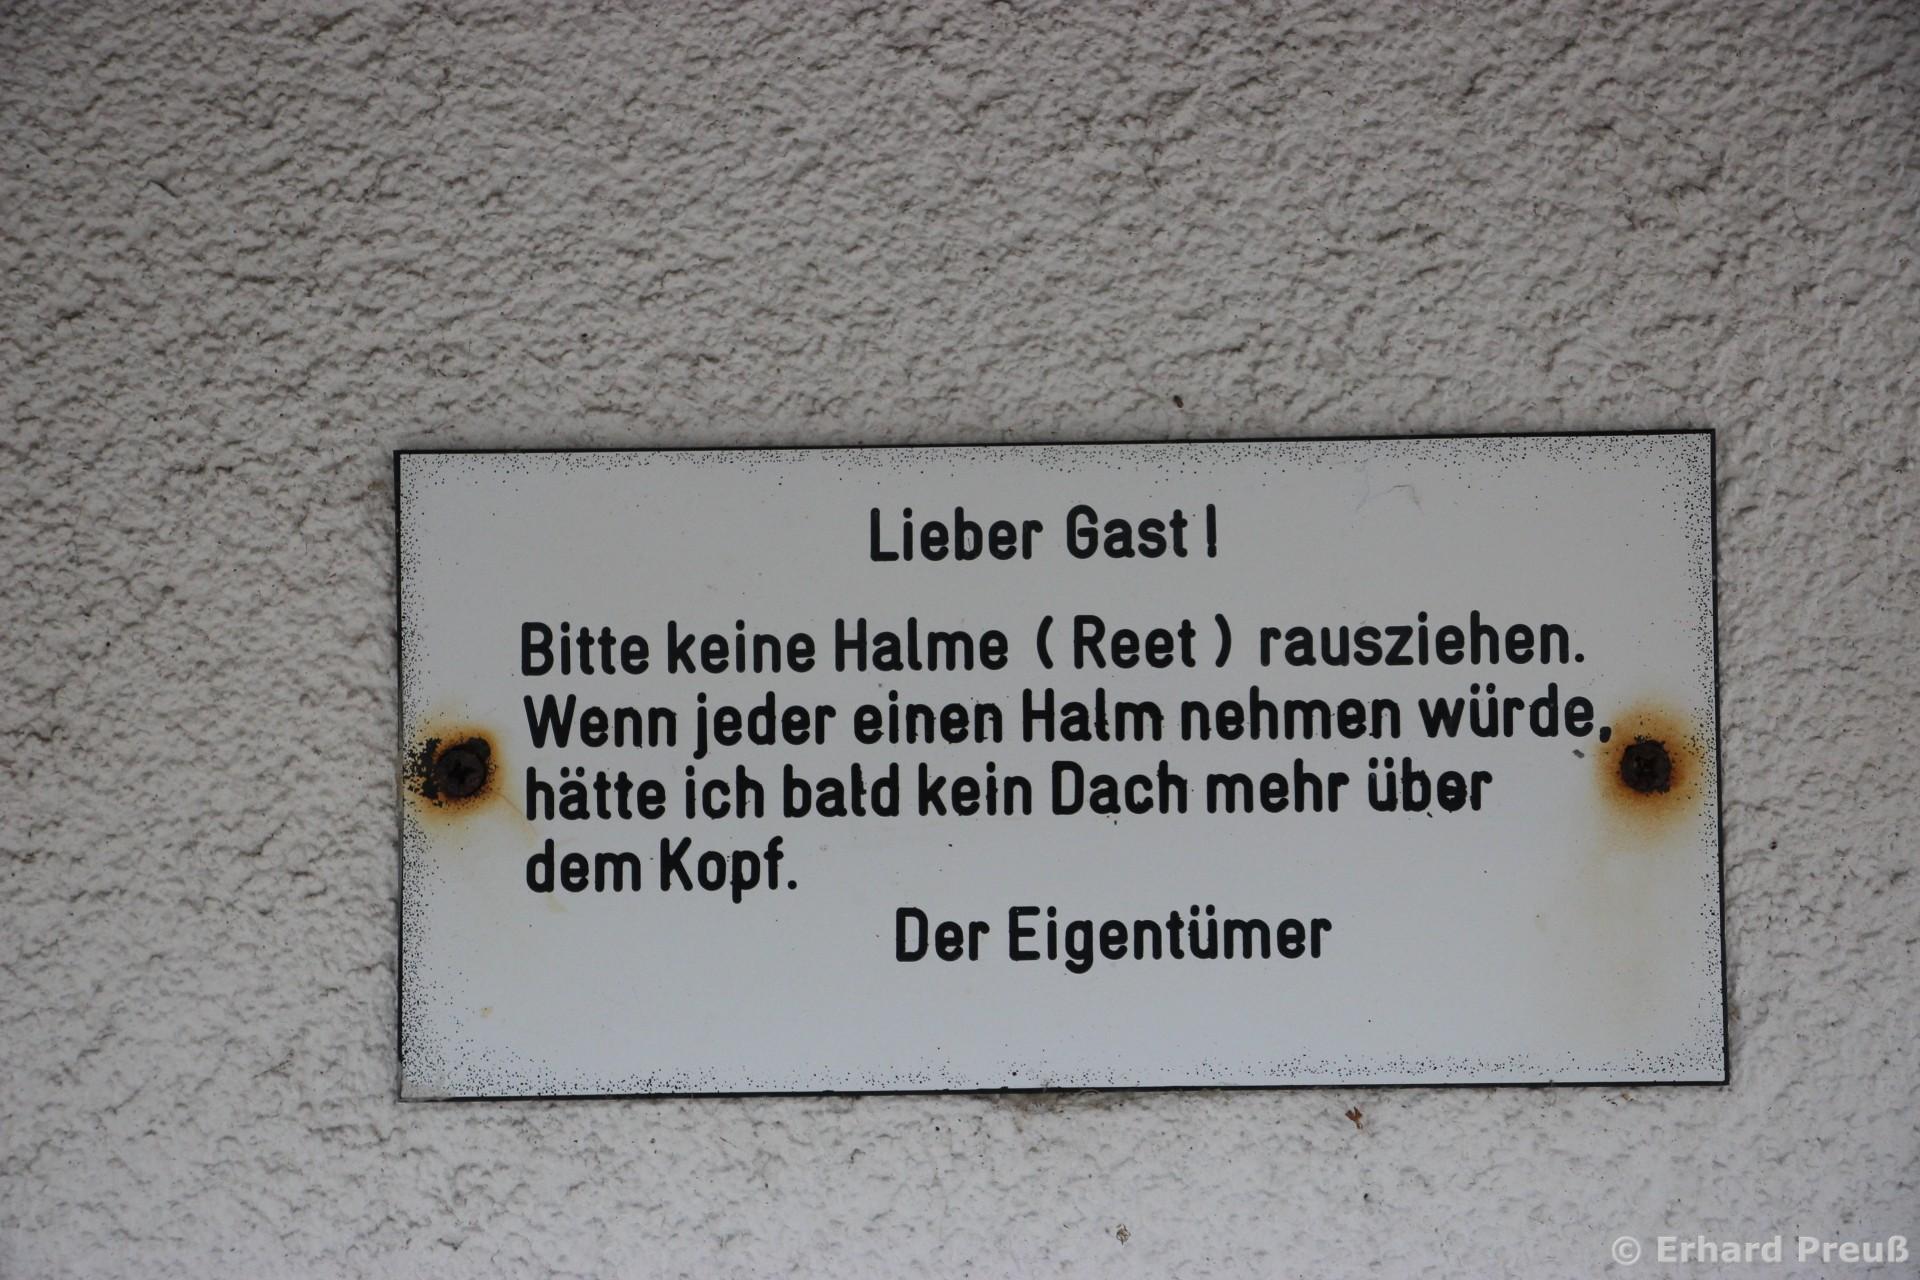 Lieber Gast!
Bitte keine Halme (Reet) rausziehen.
Wenn jeder einen Halm nehmen würde,
hätte ich bald kein Dach mehr über
dem Kopf.
Der Eigentümer
© Erhard Preuß